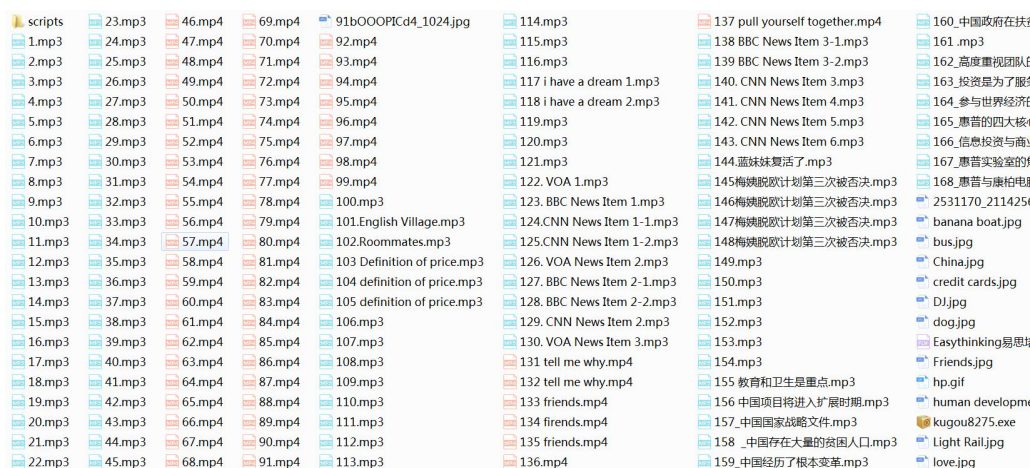 scripts
1.mp3
2.mp3
3.mp3
4.mp3
5.mp3
6.mp3
7.mp3
8.mp3
9.mp3
10.mp3
11.mp3
12.mp3
13.mp3
14.mp3
15.mp3
16.mp3
17.mp3
18.mp3
19.mp3
20.mp3
21.mp3
22.mp3
23.mp3
24.mp3
25.mp3
26.mp3
27.mp3
28.mp3
29.mp3
30.mp3
31.mp3
32.mp3
33.mp3
34.mp3
35.mp3
36.mp3
37.mp3
38.mp3
39.mp3
40.mp3
41.mp3
42.mp3
43.mp3
44.mp3
45.mp3
46.mp4
47.mp4
48.mp4
49.mp4
50.mp4
51.mp4
52.mp4
53.mp4
54.mp4
55.mp4
56.mp4
57.mp4
58.mp4
59.mp4
60.mp4
61.mp4
62.mp4
63.mp4
64.mp4
65.mp4
66.mp4
67.mp4
68.mp4
69.mp4
70.mp4
71.mp4
72.mp4
73.mp4
74.mp4
75.mp4
76.mp4
77.mp4
78.mp4
79.mp4
80.mp4
81.mp4
82.mp4
83.mp4
84.mp4
85.mp4
86.mp4
87.mp4
88.mp4
89.mp4
90.mp4
91.mp4
91bOOOPICd4_1024.jpg
92.mp4
93.mp4
94.mp4
95.mp4
96.mp4
97.mp4
98.mp4
99.mp4
100.mp3
101.English Village.mp3
102.Roommates.mp3
103 Definition of price.mp3
104 definition of price.mp3
105 definition of price.mp3
106.mp3
107.mp3
108.mp3
109.mp3
110.mp3
111.mp3
112.mp3
113.mp3
114.mp3
115.mp3
116.mp3
117 i have a dream 1.mp3
118 i have a dream 2.mp3
119.mp3
120.mp3
121.mp3
122. VOA 1.mp3
123. BBC News Item 1.mp3
124.CNN News Item 1-1.mp3
125.CNN News Item 1-2.mp3
126. VOA News Item 2.mp3
127. BBC News Item 2-1.mp3
128. BBC News Item 2-2.mp3
129. CNN News Item 2.mp3
130. VOA News Item 3.mp3
131 tell me why.mp4
132 tell me why.mp4
133 friends.mp4
134 firends.mp4
135 friends.mp4
136.mp4
137 pull yourself together.mp4
138 BBC News Item 3-1.mp3
139 BBC News Item 3-2.mp3
140. CNN News Item 3.mp3
141. CNN News Item 4.mp3
142. CNN News Item 5.mp3
143. CNN News Item 6.mp3
144.蓝妹妹复活了.mp3
145梅姨脱欧计划第三次被否决.mp3
146梅姨脱欧计划第三次被否决.mp3
147梅姨脱欧计划第三次被否决.mp3
148梅姨脱欧计划第三次被否决.mp3
149.mp3
150.mp3
151.mp3
152.mp3
153.mp3
154.mp3
155 教育和卫生是重点.mp3
156 中国项目将进入扩展时期.mp3
157_中国国家战略文件.mp3
158 _中国存在大量的贫困人口.mp3
159_中国经历了根本变革.mp3
160_中国政府在扶
161 .mp3
162_高度重视团队
163_投资是为了服
164_参与世界经济
165_惠普的四大核
166_信息投资与商
167_惠普实验室的
168_惠普与康柏电
2531170_2114256
banana boat.jpg
bus.jpg
China.jpg
credit cards.jpg
DJ.jpg
dog.jpg
Easythinking易思
Friends.jpg
hp.gif
human developme
kugou8275.exe
Light Rail.jpg
love.jpg